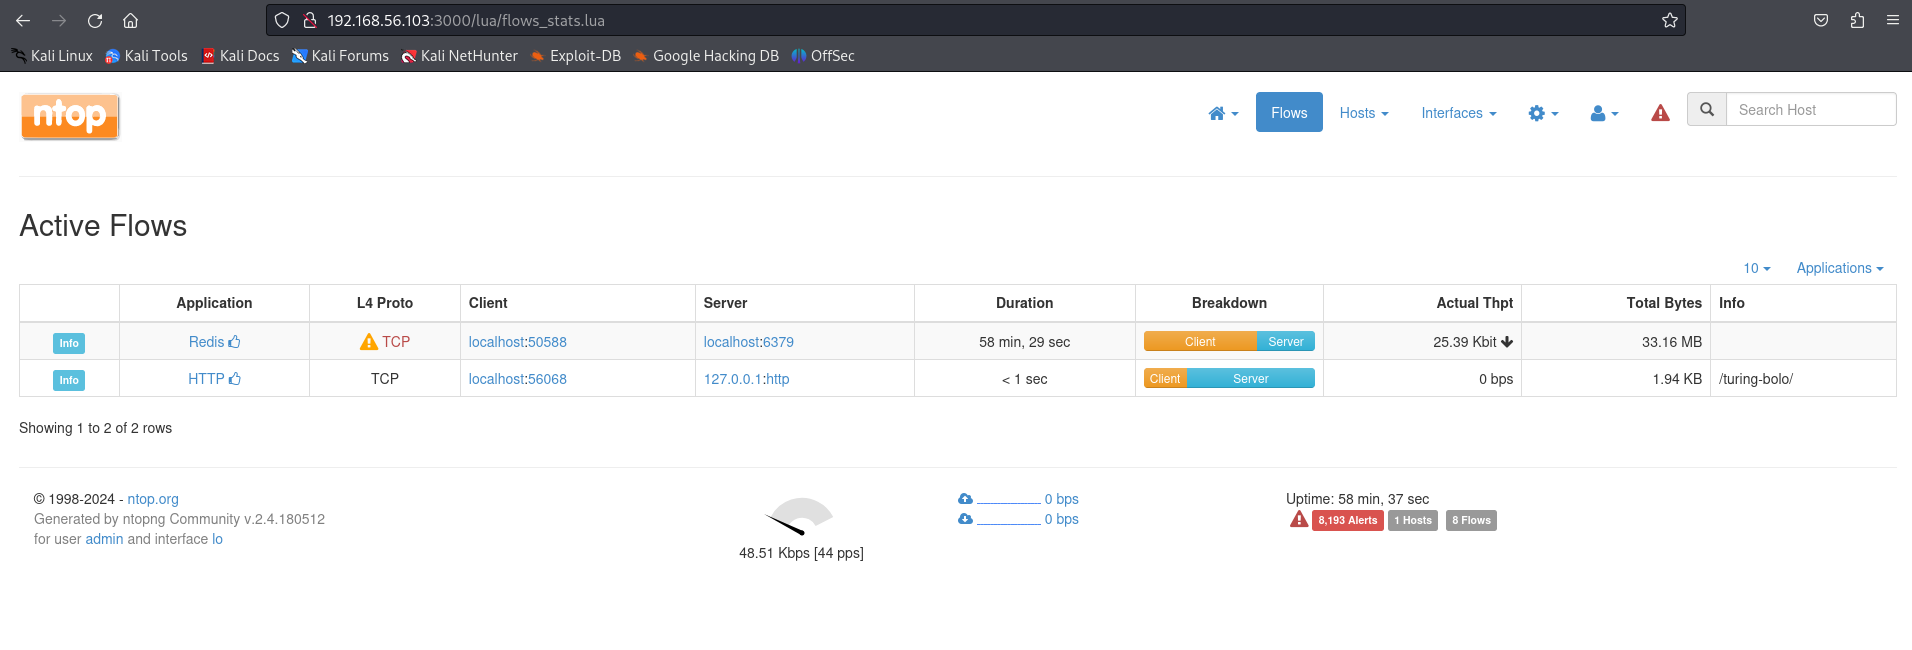 192.168.56.103:3000/lua/flows_stats.lua
Kali Linux Kali Tools Kali Docs Kali Forums Kali NetHunter Exploit-DB Google Hacking DB OffSec
ntop
Flows Hosts Interfaces Search Host
Active Flows
10 Applications
Application L4 Proto Client Server Duration Breakdown Actual Thpt Total Bytes Info
Info Redis TCP localhost:50588 localhost:6379 58 min, 29 sec Client Server 25.39 Kbit 33.16 MB
Info HTTP TCP localhost:56068 127.0.0.1:http < 1 sec Client Server 0 bps 1.94 KB /turing-bolo/
Showing 1 to 2 of 2 rows
© 1998-2024 - ntop.org
Generated by ntopng Community v.2.4.180512
for user admin and interface lo
48.51 Kbps [44 pps]
0 bps
0 bps
Uptime: 58 min, 37 sec
8,193 Alerts 1 Hosts 8 Flows